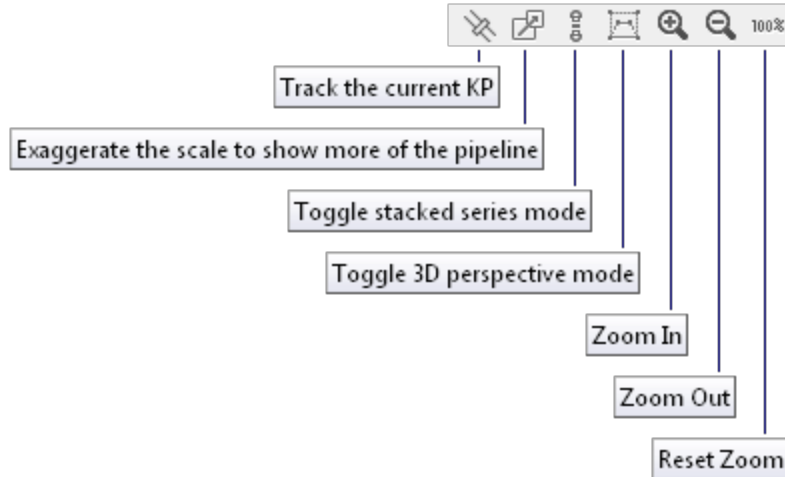 100%
Track the current KP
Exaggerate the scale to show more of the pipeline
Toggle stacked series mode
Toggle 3D perspective mode
Zoom In
Zoom Out
Reset Zoom